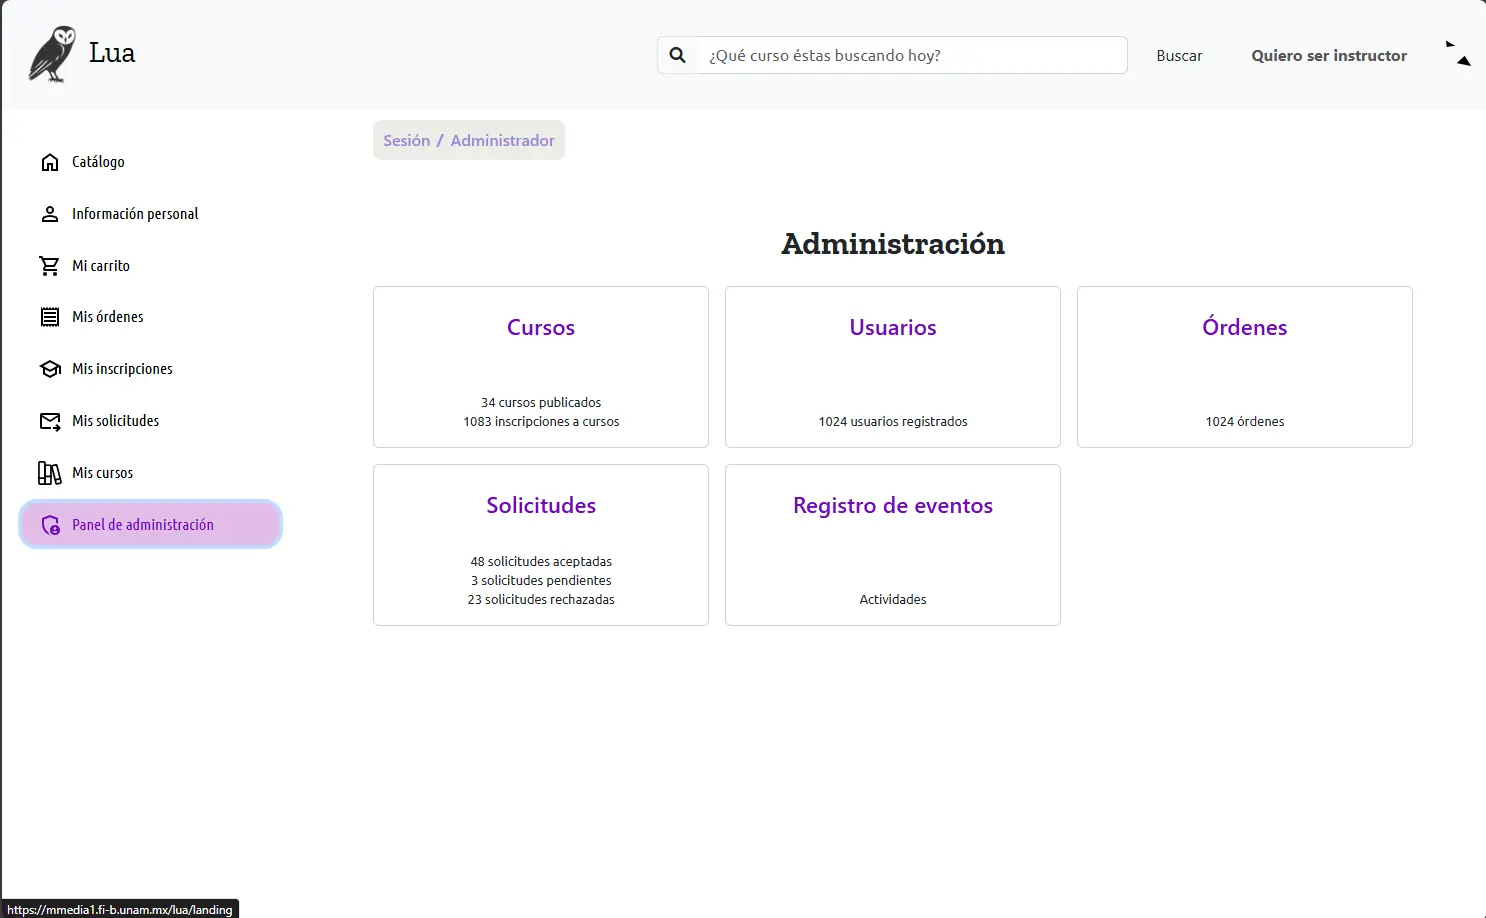 Lua
¿Qué curso éstas buscando hoy?
Buscar
Quiero ser instructor
Sesión / Administrador
Catálogo
Información personal
Mi carrito
Mis órdenes
Mis inscripciones
Mis solicitudes
Mis cursos
Panel de administración
Administración
Cursos
34 cursos publicados
1083 inscripciones a cursos
Usuarios
1024 usuarios registrados
Órdenes
1024 órdenes
Solicitudes
48 solicitudes aceptadas
3 solicitudes pendientes
23 solicitudes rechazadas
Registro de eventos
Actividades
https://mmedia1.fi-b.unam.mx/lua/landing